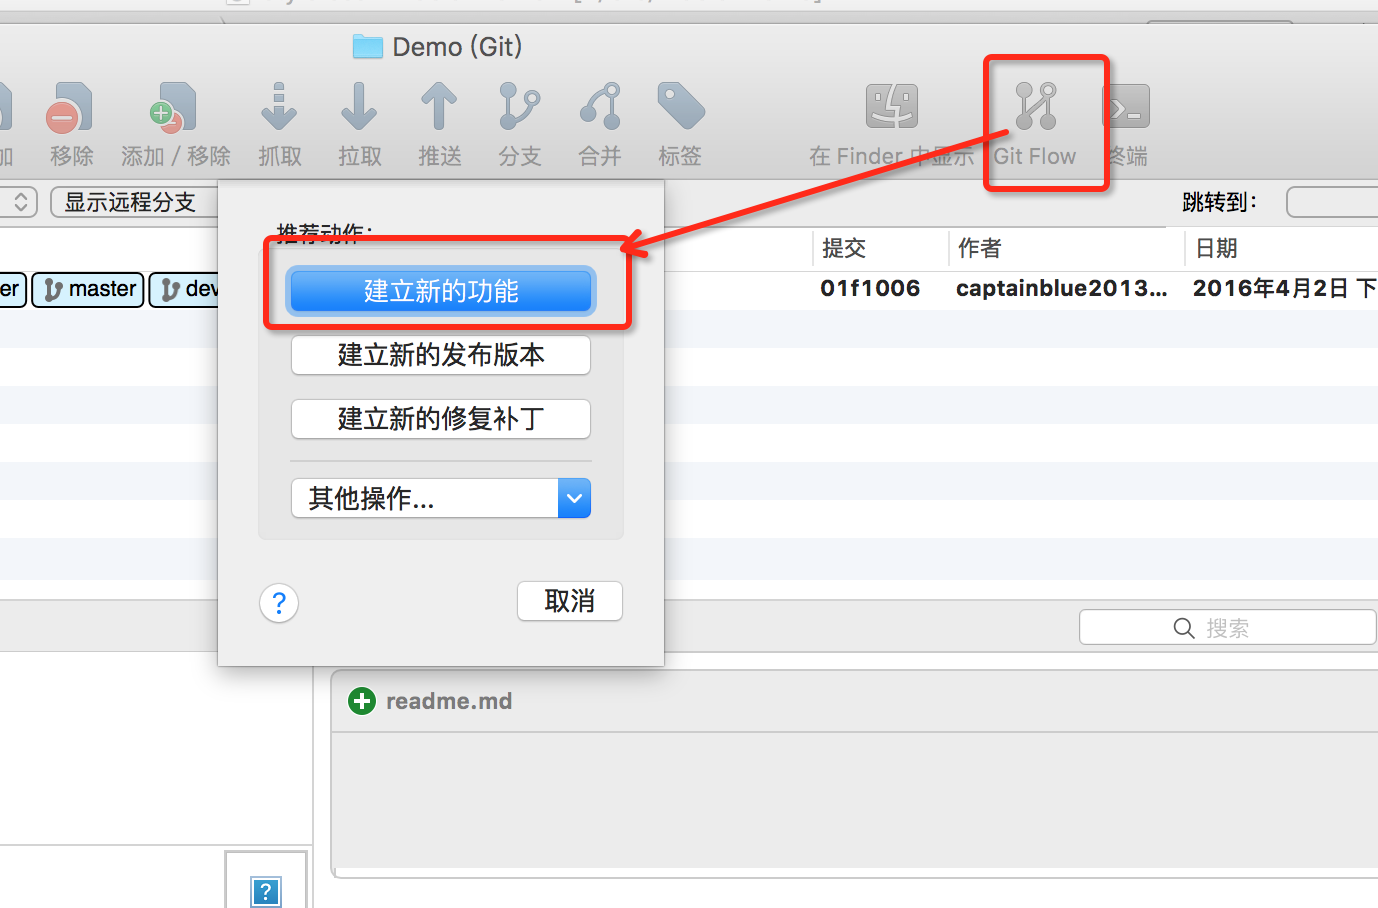 Demo (Git)
加 移除 添加 / 移除 抓取 拉取 推送 分支 合并 标签 在 Finder 中显示 Git Flow 终端
显示远程分支 跳转到：
推荐动作：
提交 作者 日期
er master dev 01f1006 captainblue2013... 2016年4月2日 下
建立新的功能
建立新的发布版本
建立新的修复补丁
其他操作...
? 取消
搜索
readme.md
?